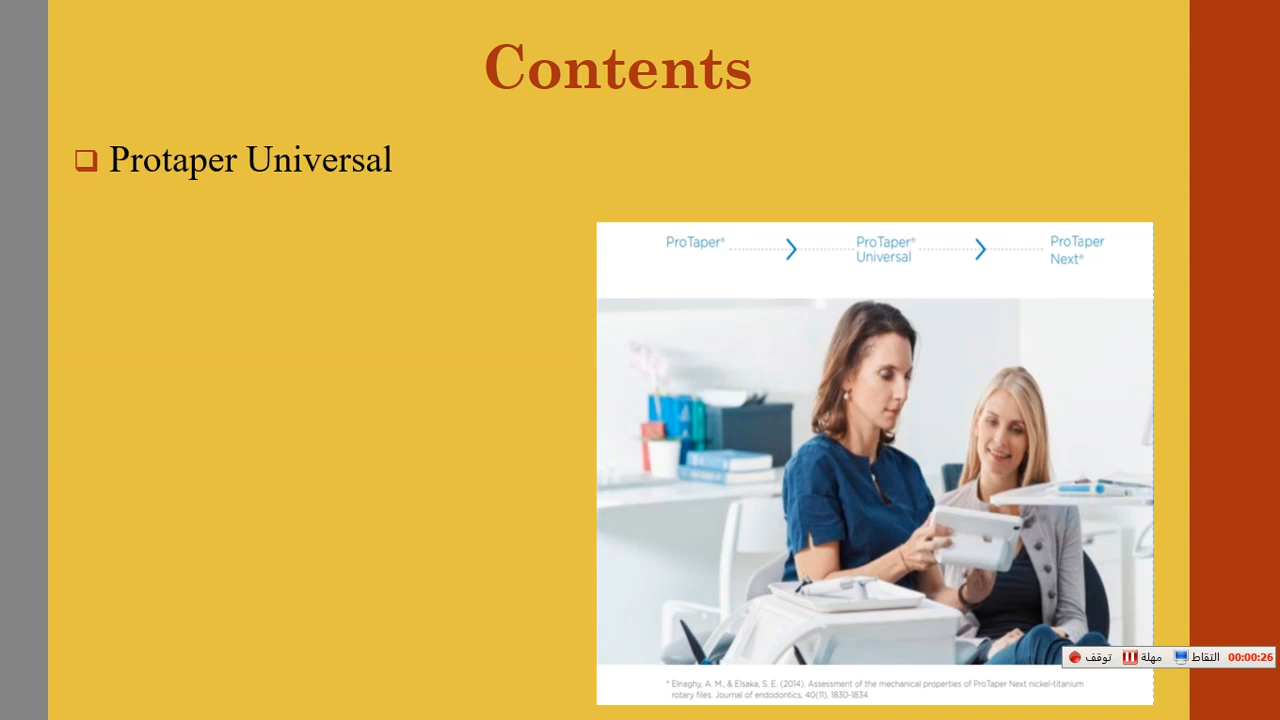 Contents
❑ Protaper Universal
ProTaper® ProTaper® Universal ProTaper Next®
* Elnaghy, A. M., & Elsaka, S. E. (2014). Assessment of the mechanical properties of ProTaper Next nickel-titanium
rotary files. Journal of endodontics, 40(11), 1830-1834.
توقف مهلة التقاط 00:00:26